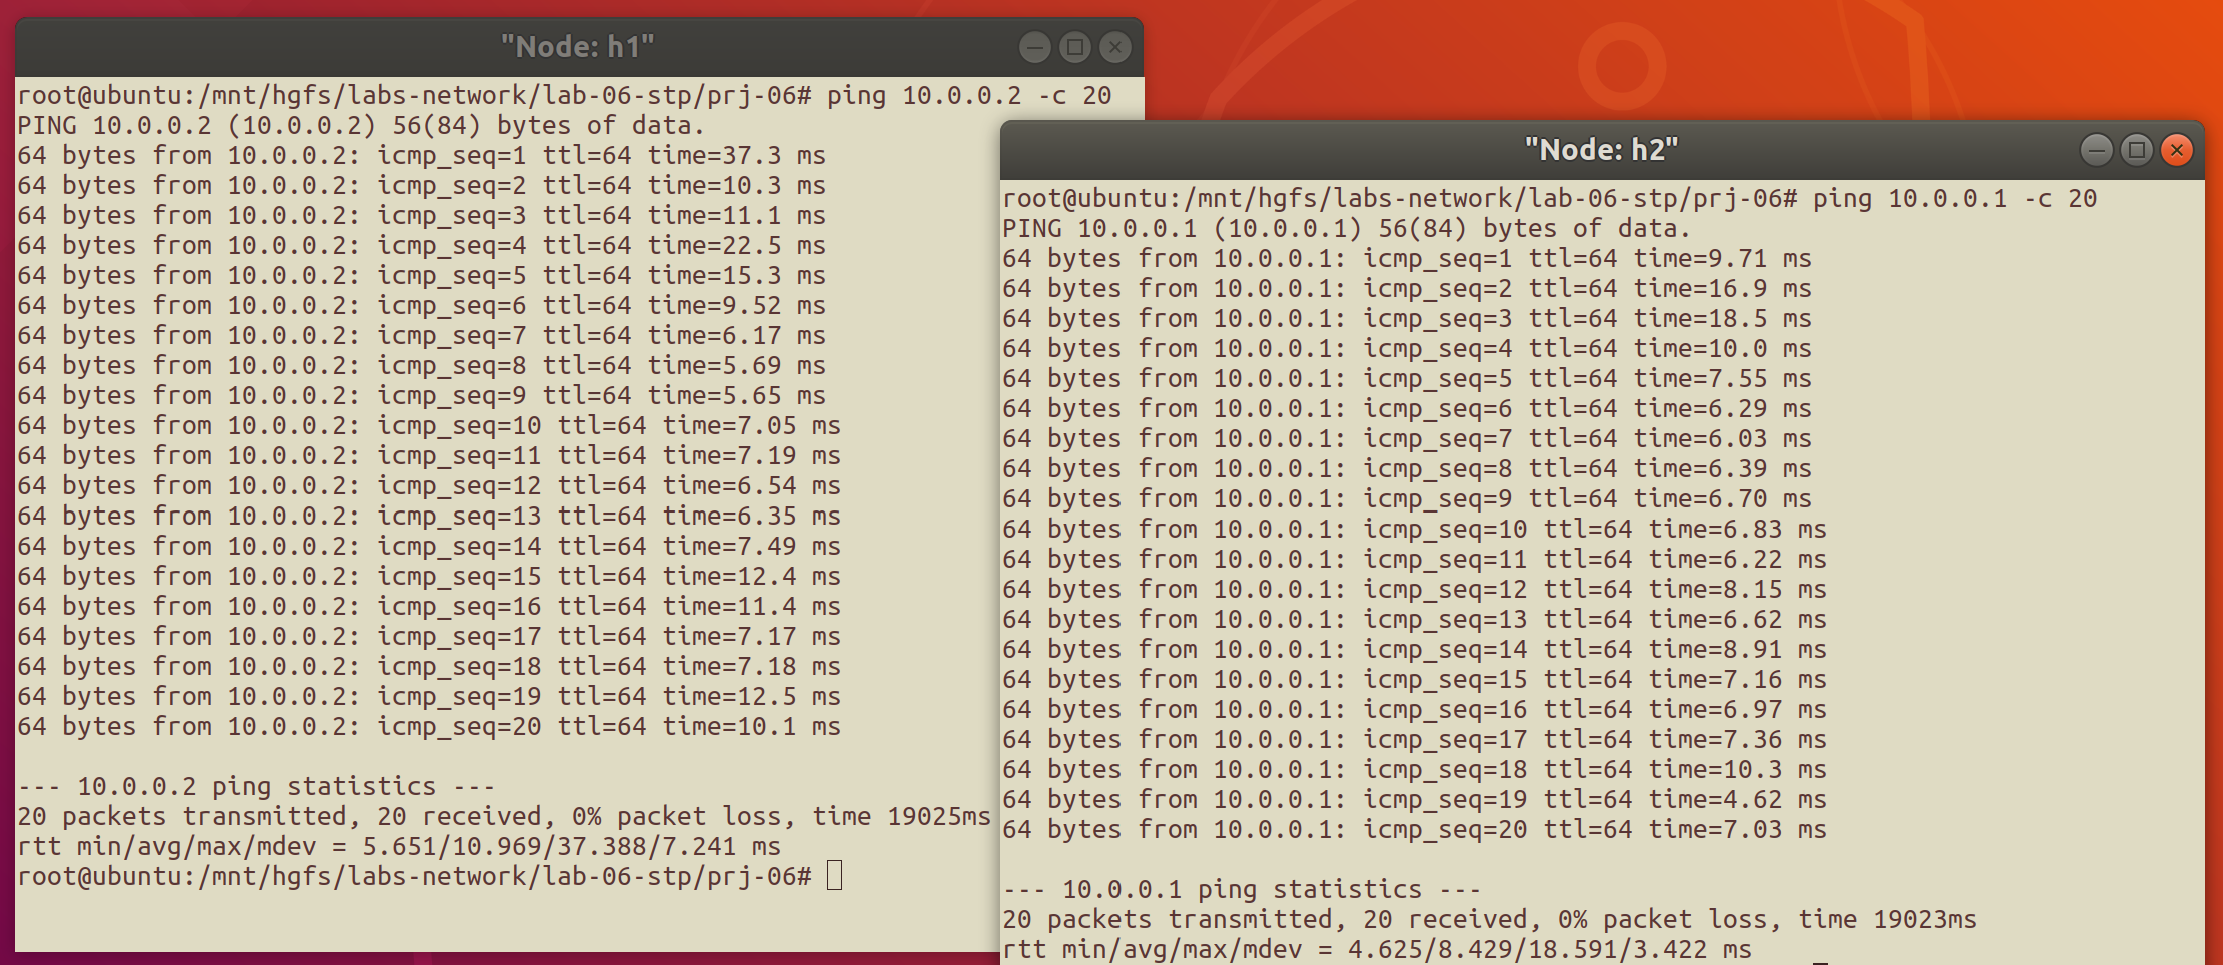 "Node: h1"
root@ubuntu:/mnt/hgfs/labs-network/lab-06-stp/prj-06# ping 10.0.0.2 -c 20
PING 10.0.0.2 (10.0.0.2) 56(84) bytes of data.
64 bytes from 10.0.0.2: icmp_seq=1 ttl=64 time=37.3 ms
64 bytes from 10.0.0.2: icmp_seq=2 ttl=64 time=10.3 ms
64 bytes from 10.0.0.2: icmp_seq=3 ttl=64 time=11.1 ms
64 bytes from 10.0.0.2: icmp_seq=4 ttl=64 time=22.5 ms
64 bytes from 10.0.0.2: icmp_seq=5 ttl=64 time=15.3 ms
64 bytes from 10.0.0.2: icmp_seq=6 ttl=64 time=9.52 ms
64 bytes from 10.0.0.2: icmp_seq=7 ttl=64 time=6.17 ms
64 bytes from 10.0.0.2: icmp_seq=8 ttl=64 time=5.69 ms
64 bytes from 10.0.0.2: icmp_seq=9 ttl=64 time=5.65 ms
64 bytes from 10.0.0.2: icmp_seq=10 ttl=64 time=7.05 ms
64 bytes from 10.0.0.2: icmp_seq=11 ttl=64 time=7.19 ms
64 bytes from 10.0.0.2: icmp_seq=12 ttl=64 time=6.54 ms
64 bytes from 10.0.0.2: icmp_seq=13 ttl=64 time=6.35 ms
64 bytes from 10.0.0.2: icmp_seq=14 ttl=64 time=7.49 ms
64 bytes from 10.0.0.2: icmp_seq=15 ttl=64 time=12.4 ms
64 bytes from 10.0.0.2: icmp_seq=16 ttl=64 time=11.4 ms
64 bytes from 10.0.0.2: icmp_seq=17 ttl=64 time=7.17 ms
64 bytes from 10.0.0.2: icmp_seq=18 ttl=64 time=7.18 ms
64 bytes from 10.0.0.2: icmp_seq=19 ttl=64 time=12.5 ms
64 bytes from 10.0.0.2: icmp_seq=20 ttl=64 time=10.1 ms
--- 10.0.0.2 ping statistics ---
20 packets transmitted, 20 received, 0% packet loss, time 19025ms
rtt min/avg/max/mdev = 5.651/10.969/37.388/7.241 ms
root@ubuntu:/mnt/hgfs/labs-network/lab-06-stp/prj-06#
"Node: h2"
root@ubuntu:/mnt/hgfs/labs-network/lab-06-stp/prj-06# ping 10.0.0.1 -c 20
PING 10.0.0.1 (10.0.0.1) 56(84) bytes of data.
64 bytes from 10.0.0.1: icmp_seq=1 ttl=64 time=9.71 ms
64 bytes from 10.0.0.1: icmp_seq=2 ttl=64 time=16.9 ms
64 bytes from 10.0.0.1: icmp_seq=3 ttl=64 time=18.5 ms
64 bytes from 10.0.0.1: icmp_seq=4 ttl=64 time=10.0 ms
64 bytes from 10.0.0.1: icmp_seq=5 ttl=64 time=7.55 ms
64 bytes from 10.0.0.1: icmp_seq=6 ttl=64 time=6.29 ms
64 bytes from 10.0.0.1: icmp_seq=7 ttl=64 time=6.03 ms
64 bytes from 10.0.0.1: icmp_seq=8 ttl=64 time=6.39 ms
64 bytes from 10.0.0.1: icmp_seq=9 ttl=64 time=6.70 ms
64 bytes from 10.0.0.1: icmp_seq=10 ttl=64 time=6.83 ms
64 bytes from 10.0.0.1: icmp_seq=11 ttl=64 time=6.22 ms
64 bytes from 10.0.0.1: icmp_seq=12 ttl=64 time=8.15 ms
64 bytes from 10.0.0.1: icmp_seq=13 ttl=64 time=6.62 ms
64 bytes from 10.0.0.1: icmp_seq=14 ttl=64 time=8.91 ms
64 bytes from 10.0.0.1: icmp_seq=15 ttl=64 time=7.16 ms
64 bytes from 10.0.0.1: icmp_seq=16 ttl=64 time=6.97 ms
64 bytes from 10.0.0.1: icmp_seq=17 ttl=64 time=7.36 ms
64 bytes from 10.0.0.1: icmp_seq=18 ttl=64 time=10.3 ms
64 bytes from 10.0.0.1: icmp_seq=19 ttl=64 time=4.62 ms
64 bytes from 10.0.0.1: icmp_seq=20 ttl=64 time=7.03 ms
--- 10.0.0.1 ping statistics ---
20 packets transmitted, 20 received, 0% packet loss, time 19023ms
rtt min/avg/max/mdev = 4.625/8.429/18.591/3.422 ms